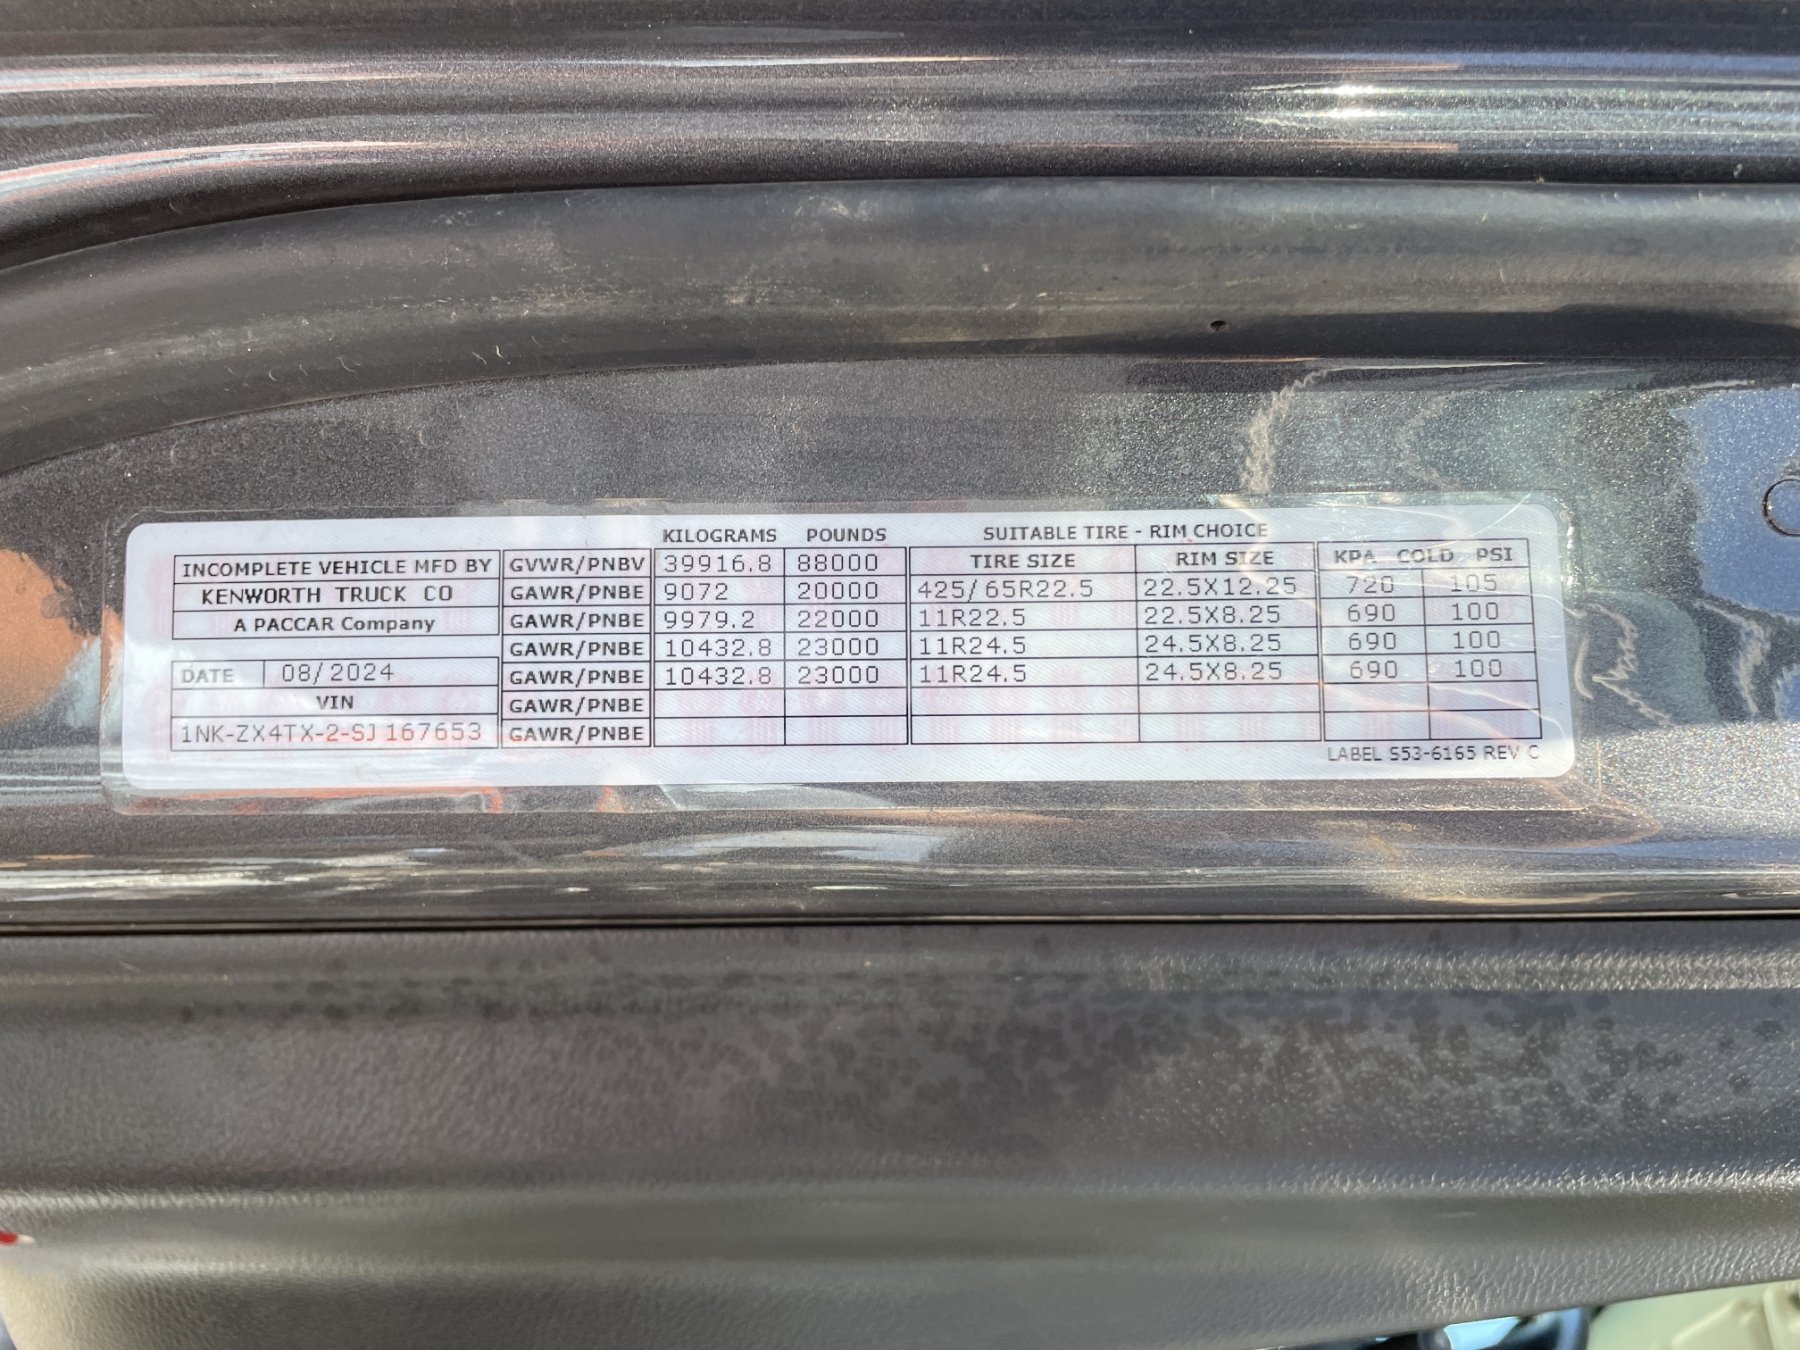 KILOGRAMS POUNDS SUITABLE TIRE - RIM CHOICE
INCOMPLETE VEHICLE MFD BY GVWR/PNBV 39916.8 88000 TIRE SIZE RIM SIZE KPA COLD PSI
KENWORTH TRUCK CO GAWR/PNBE 9072 20000 425/65R22.5 22.5X12.25 720 105
A PACCAR Company GAWR/PNBE 9979.2 22000 11R22.5 22.5X8.25 690 100
GAWR/PNBE 10432.8 23000 11R24.5 24.5X8.25 690 100
DATE 08/2024 GAWR/PNBE 10432.8 23000 11R24.5 24.5X8.25 690 100
VIN GAWR/PNBE
1NK-ZX4TX-2-SJ167653 GAWR/PNBE
LABEL S53-6165 REV C